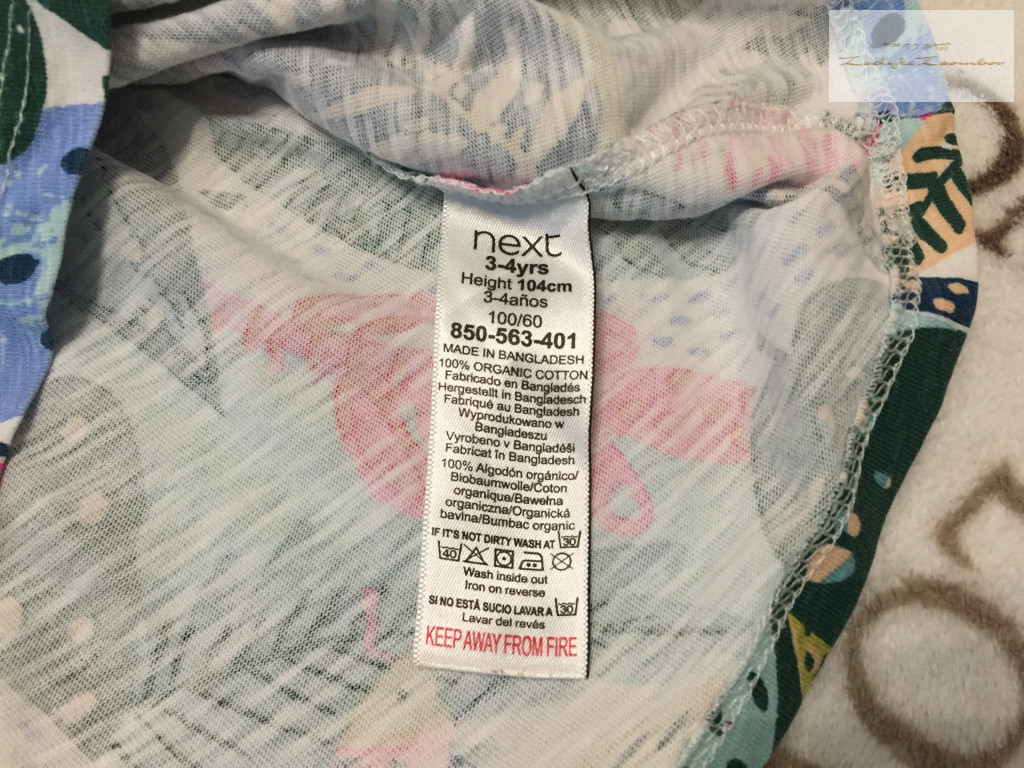 next
3-4yrs
Height 104cm
3-4años
100/60
850-563-401
MADE IN BANGLADESH
100% ORGANIC COTTON
Fabricado en Bangladés
Hergestellt in Bangladesch
Fabriqué au Bangladesh
Wyprodukowano w
Bangladeszu
Vyrobeno v Bangladéši
Fabricat în Bangladesh
100% Algodón orgánico/
Biobaumwolle/Coton
organique/Bawełna
organiczna/Organická
bavlna/Bumbac organic
IF IT'S NOT DIRTY WASH AT 30
40
Wash inside out
Iron on reverse
SI NO ESTÁ SUCIO LAVAR A 30
Lavar del revés
KEEP AWAY FROM FIRE